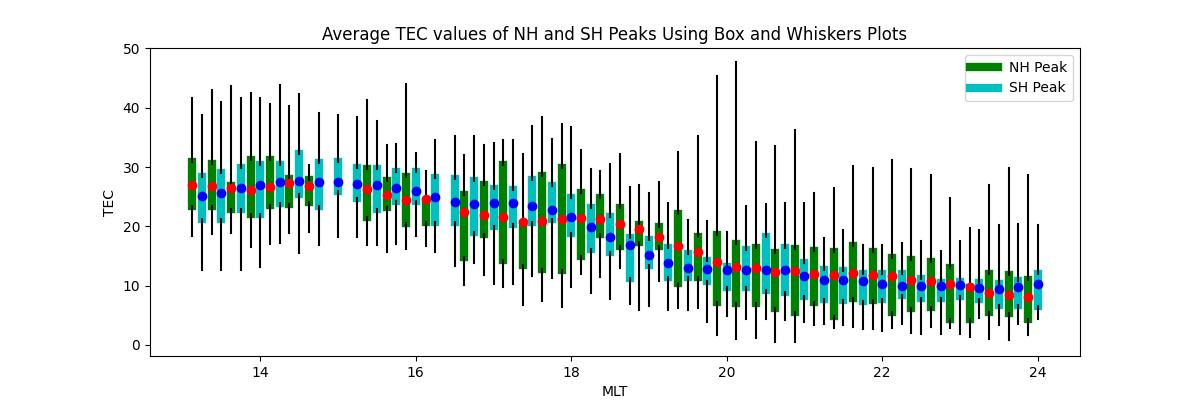 Average TEC values of NH and SH Peaks Using Box and Whiskers Plots
NH Peak
SH Peak
TEC
50
40
30
20
10
0
14 16 18 20 22 24
MLT